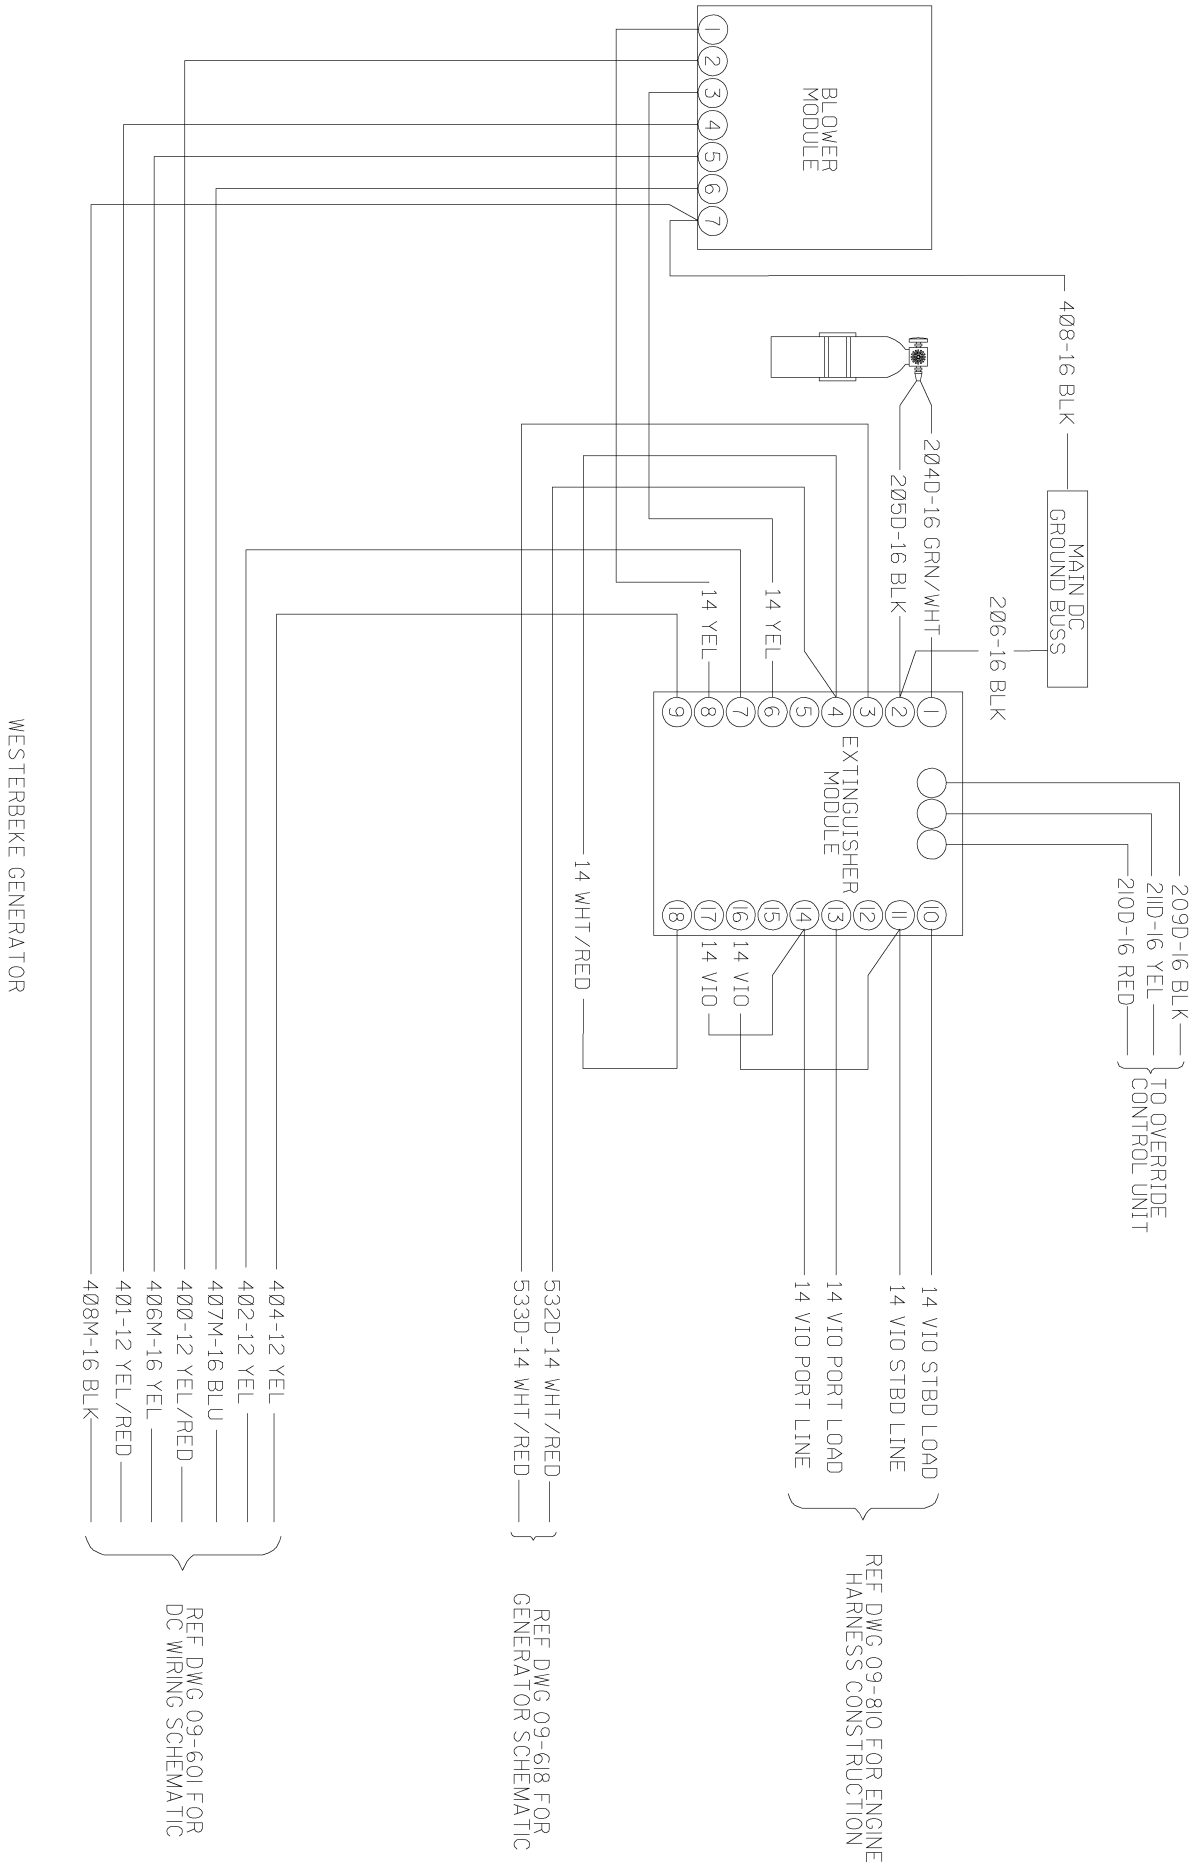 1
2
3
4
5
6
7
BLOWER
MODULE
408-16 BLK
MAIN DC
GROUND BUSS
204D-16 GRN/WHT
205D-16 BLK
206-16 BLK
14 YEL
14 YEL
1
2
3
4
5
6
7
8
9
EXTINGUISHER
MODULE
10
11
12
13
14
15
16
17
18
14 VIO
14 VIO
14 WHT/RED
209D-16 BLK
211D-16 YEL
210D-16 RED
TO OVERRIDE
CONTROL UNIT
14 VIO STBD LOAD
14 VIO STBD LINE
14 VIO PORT LOAD
14 VIO PORT LINE
REF DWG 09-810 FOR ENGINE
HARNESS CONSTRUCTION
532D-14 WHT/RED
533D-14 WHT/RED
REF DWG 09-618 FOR
GENERATOR SCHEMATIC
404-12 YEL
402-12 YEL
407M-16 BLU
400-12 YEL/RED
406M-16 YEL
401-12 YEL/RED
408M-16 BLK
REF DWG 09-601 FOR
DC WIRING SCHEMATIC
WESTERBEKE GENERATOR